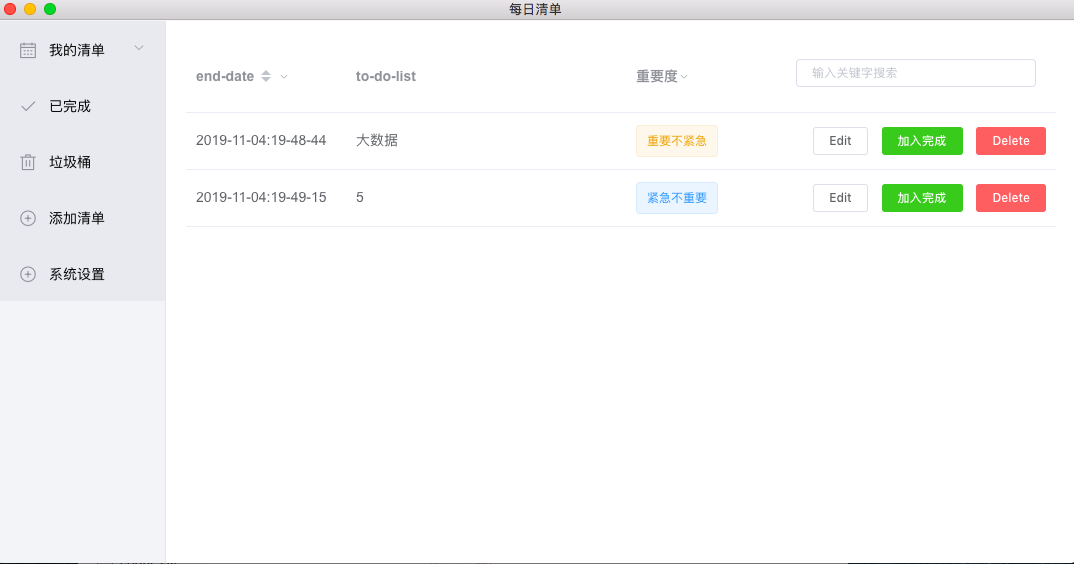 每日清单
我的清单
已完成
垃圾桶
添加清单
系统设置
end-date to-do-list 重要度 输入关键字搜索
2019-11-04:19-48-44 大数据 重要不紧急 Edit 加入完成 Delete
2019-11-04:19-49-15 5 紧急不重要 Edit 加入完成 Delete